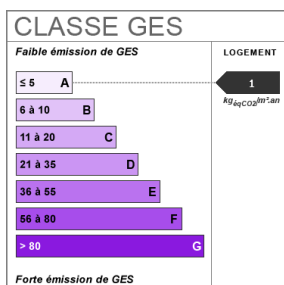 CLASSE GES
Faible émission de GES
LOGEMENT
≤ 5 A
1
kgéqCO2/m².an
6 à 10 B
11 à 20 C
21 à 35 D
36 à 55 E
56 à 80 F
> 80 G
Forte émission de GES